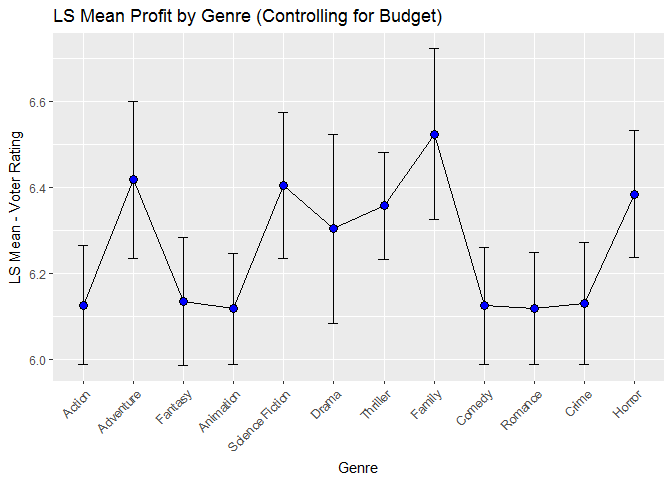 LS Mean Profit by Genre (Controlling for Budget)
LS Mean - Voter Rating
6.6
6.4
6.2
6.0
Action
Adventure
Fantasy
Animation
Science Fiction
Drama
Thriller
Family
Comedy
Romance
Crime
Horror
Genre